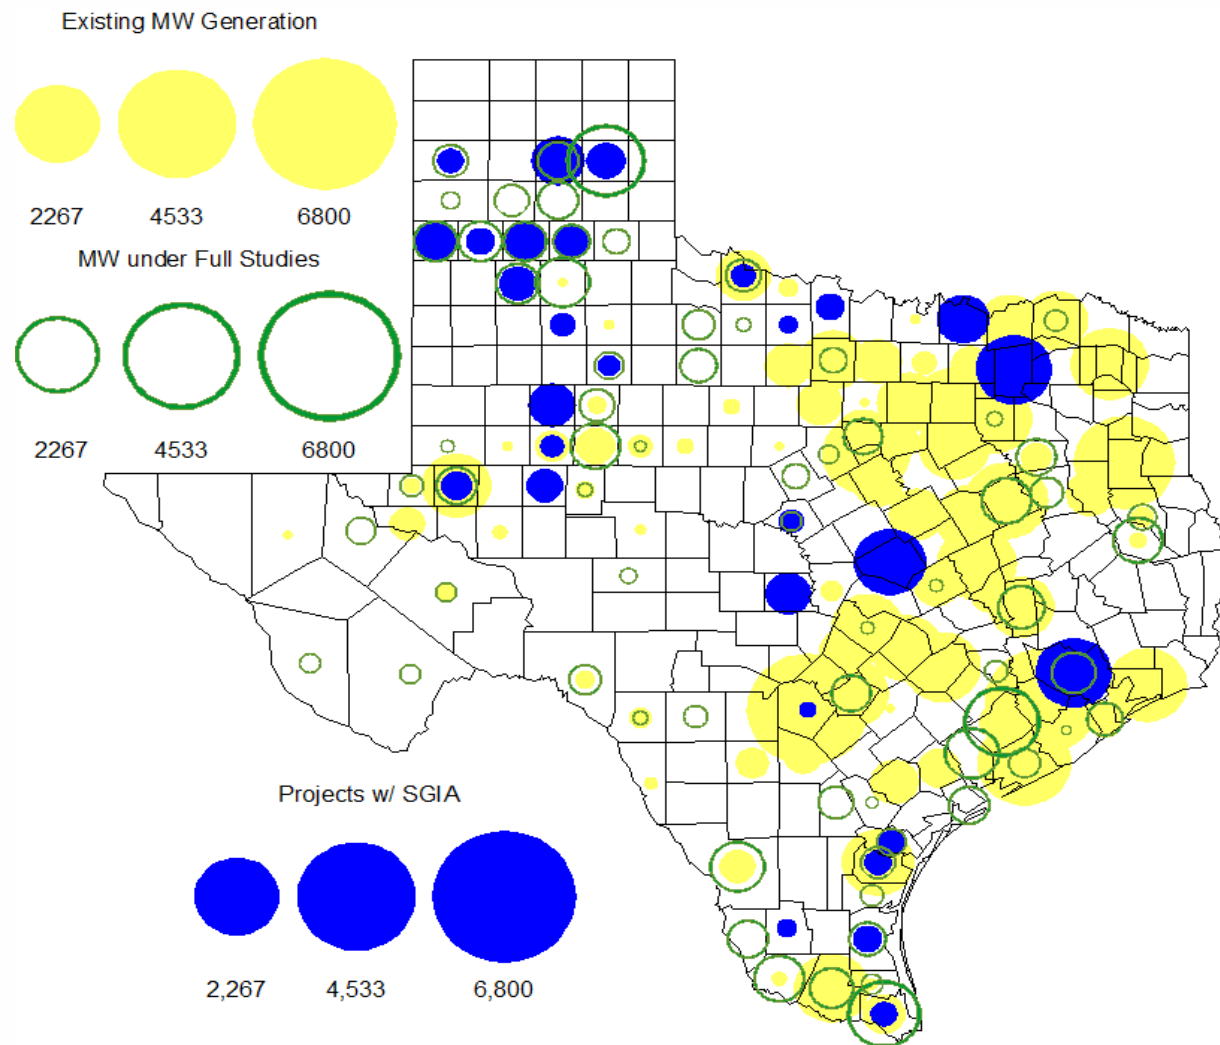 Existing MW Generation
2267 4533 6800
MW under Full Studies
2267 4533 6800
Projects w/ SGIA
2,267 4,533 6,800